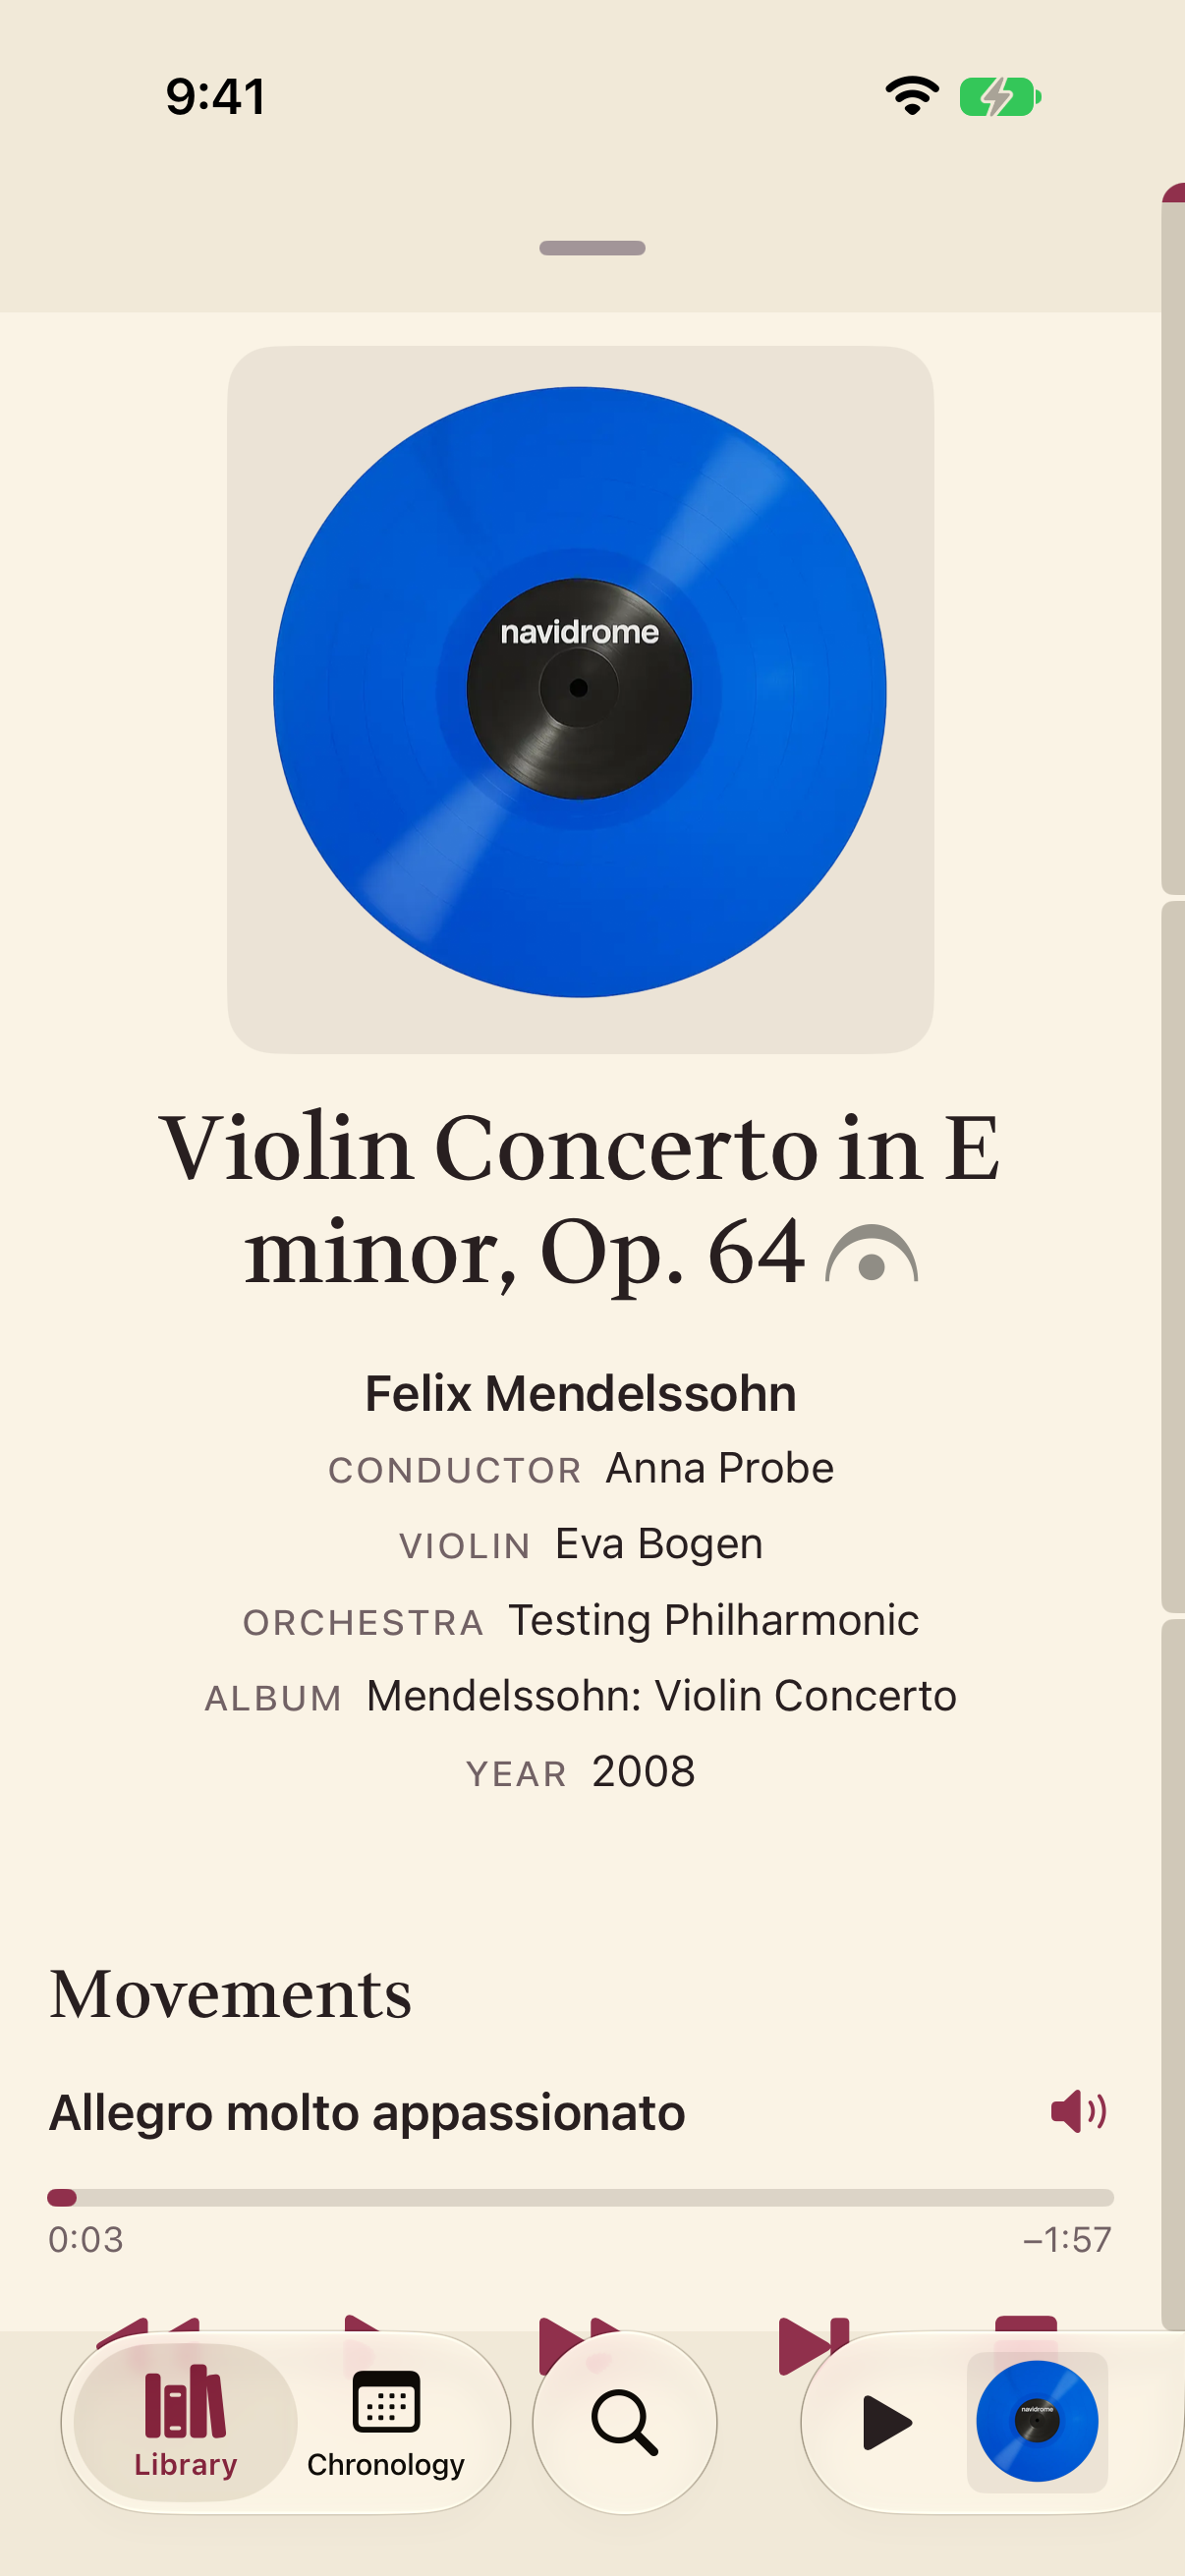 9:41
navidrome
Violin Concerto in E
minor, Op. 64
Felix Mendelssohn
CONDUCTOR Anna Probe
VIOLIN Eva Bogen
ORCHESTRA Testing Philharmonic
ALBUM Mendelssohn: Violin Concerto
YEAR 2008
Movements
Allegro molto appassionato
0:03 –1:57
Library Chronology
navidrome